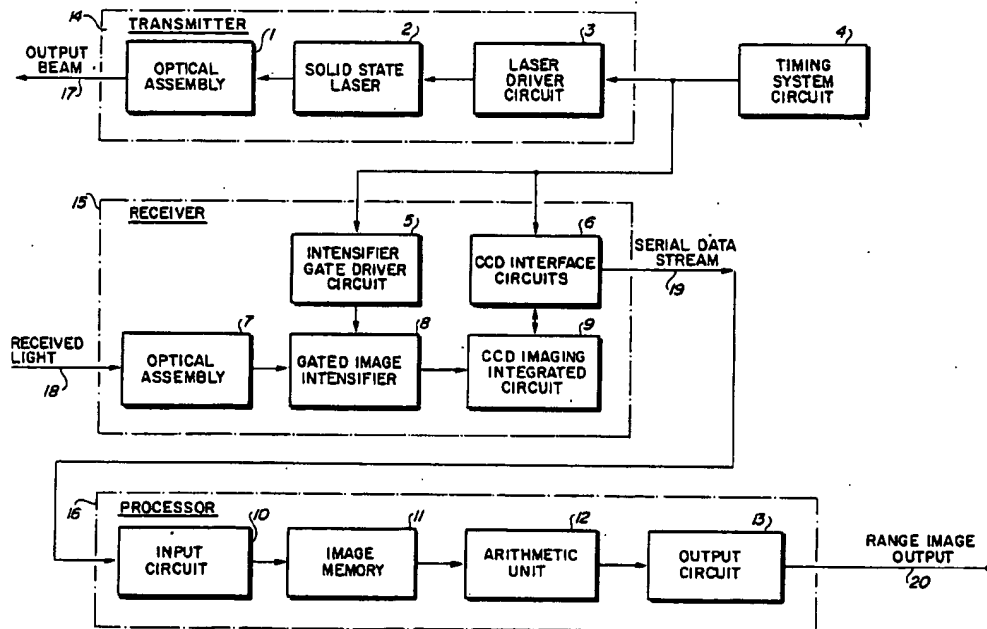 14
TRANSMITTER
OUTPUT
BEAM
17
1
OPTICAL
ASSEMBLY
2
SOLID STATE
LASER
3
LASER
DRIVER
CIRCUIT
4
TIMING
SYSTEM
CIRCUIT
15
RECEIVER
5
INTENSIFIER
GATE DRIVER
CIRCUIT
6
CCD INTERFACE
CIRCUITS
SERIAL DATA
STREAM
19
RECEIVED
LIGHT
18
7
OPTICAL
ASSEMBLY
8
GATED IMAGE
INTENSIFIER
9
CCD IMAGING
INTEGRATED
CIRCUIT
16
PROCESSOR
10
INPUT
CIRCUIT
11
IMAGE
MEMORY
12
ARITHMETIC
UNIT
13
OUTPUT
CIRCUIT
RANGE IMAGE
OUTPUT
20